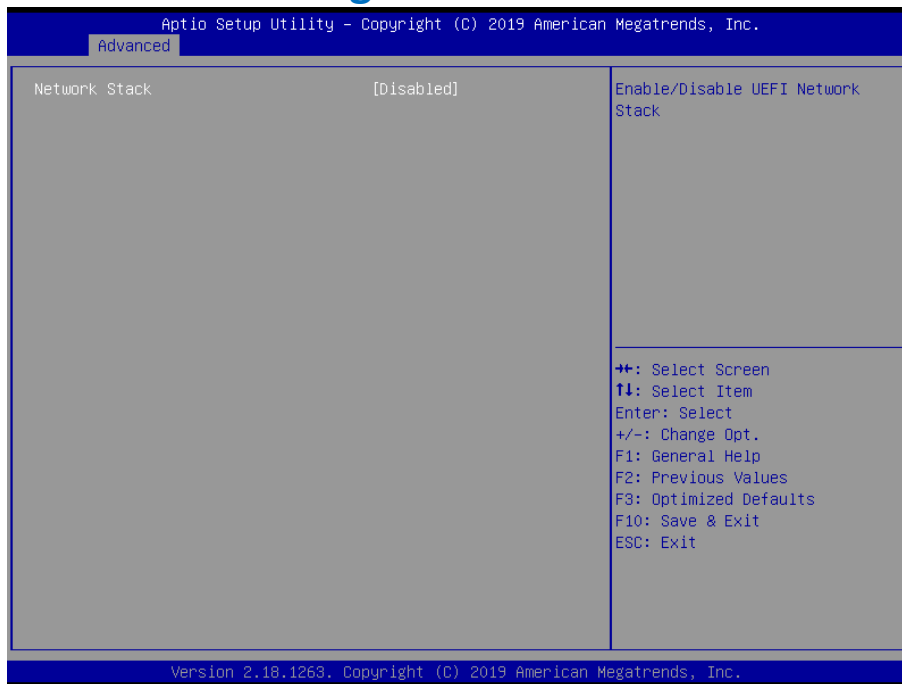 Aptio Setup Utility – Copyright (C) 2019 American Megatrends, Inc.
Advanced
Network Stack [Disabled]
Enable/Disable UEFI Network
Stack
→←: Select Screen
↑↓: Select Item
Enter: Select
+/-: Change Opt.
F1: General Help
F2: Previous Values
F3: Optimized Defaults
F10: Save & Exit
ESC: Exit
Version 2.18.1263. Copyright (C) 2019 American Megatrends, Inc.